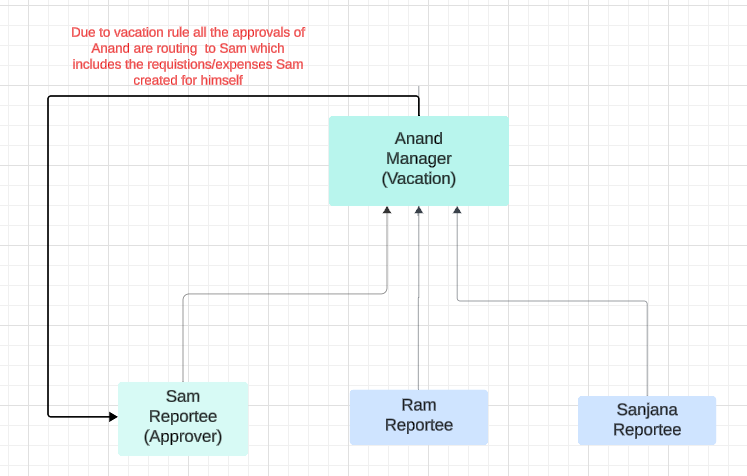 Due to vacation rule all the approvals of
Anand are routing to Sam which
includes the requistions/expenses Sam
created for himself
Anand
Manager
(Vacation)
Sam
Reportee
(Approver)
Ram
Reportee
Sanjana
Reportee